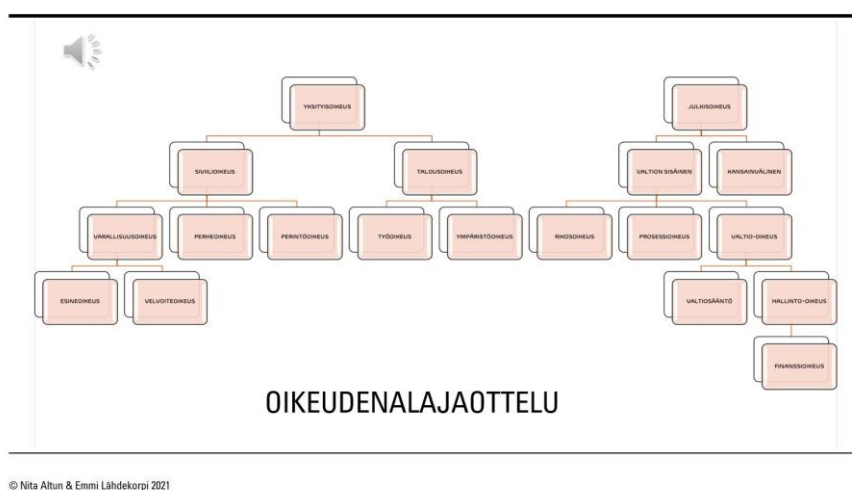 YKSITYISOIKEUS
JULKISOIKEUS
SIVIILIOIKEUS
TALOUSOIKEUS
VALTION SISÄINEN
KANSAINVÄLINEN
VARALLISUUSOIKEUS
PERHEOIKEUS
PERINTÖOIKEUS
TYÖOIKEUS
YMPÄRISTÖOIKEUS
RIKOSOIKEUS
PROSESSIOIKEUS
VALTIO-OIKEUS
ESINEOIKEUS
VELVOITEOIKEUS
VALTIOSÄÄNTÖ
HALLINTO-OIKEUS
FINANSSIOIKEUS
OIKEUDENALAJAOTTELU
© Nita Altun & Emmi Lähdekorpi 2021